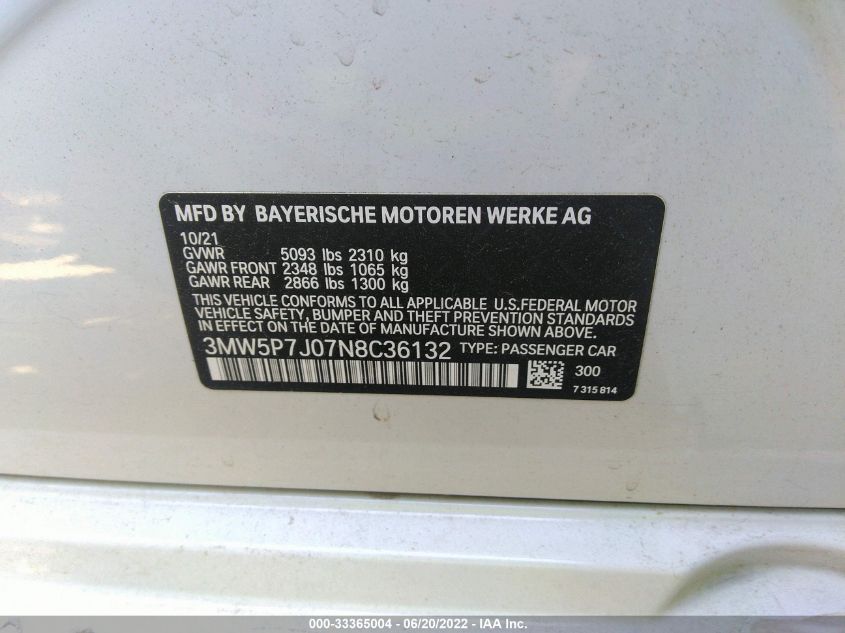 MFD BY BAYERISCHE MOTOREN WERKE AG
10/21
GVWR 5093 lbs 2310 kg
GAWR FRONT 2348 lbs 1065 kg
GAWR REAR 2866 lbs 1300 kg
THIS VEHICLE CONFORMS TO ALL APPLICABLE U.S.FEDERAL MOTOR
VEHICLE SAFETY, BUMPER AND THEFT PREVENTION STANDARDS
IN EFFECT ON THE DATE OF MANUFACTURE SHOWN ABOVE.
3MW5P7J07N8C36132 TYPE: PASSENGER CAR
300
7 315 814
000-33365004 - 06/20/2022 - IAA Inc.